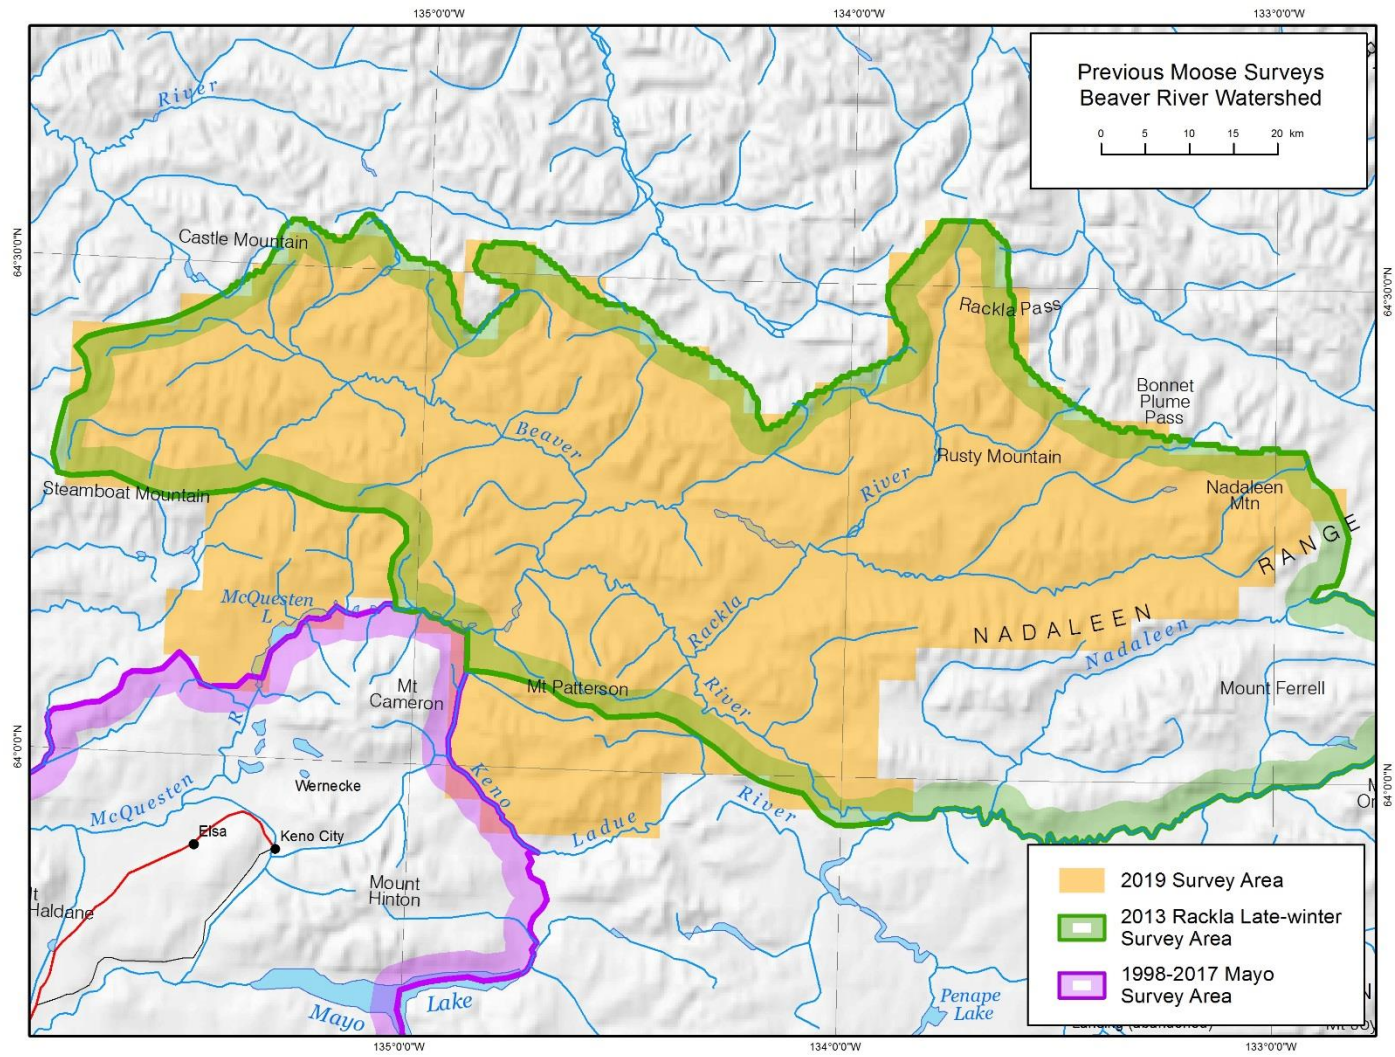 135°0'0"W
134°0'0"W
133°0'0"W
Previous Moose Surveys
Beaver River Watershed
0 5 10 15 20 km
River
Castle Mountain
64°30'0"N
64°30'0"N
Rackla Pass
Bonnet
Plume
Pass
Beaver
Rusty Mountain
River
Steamboat Mountain
Nadaleen
Mtn
RANGE
McQuesten
L
Rackla
NADALEEN
Nadaleen
Mt
Cameron
Mt Patterson
River
Mount Ferrell
R
64°0'0"N
64°0'0"N
Keno
Wernecke
McQuesten
River
Ladue
Elsa
Keno City
Mount
Hinton
Haldane
2019 Survey Area
2013 Rackla Late-winter
Survey Area
1998-2017 Mayo
Survey Area
Mayo
Lake
Penape
Lake
135°0'0"W
134°0'0"W
133°0'0"W